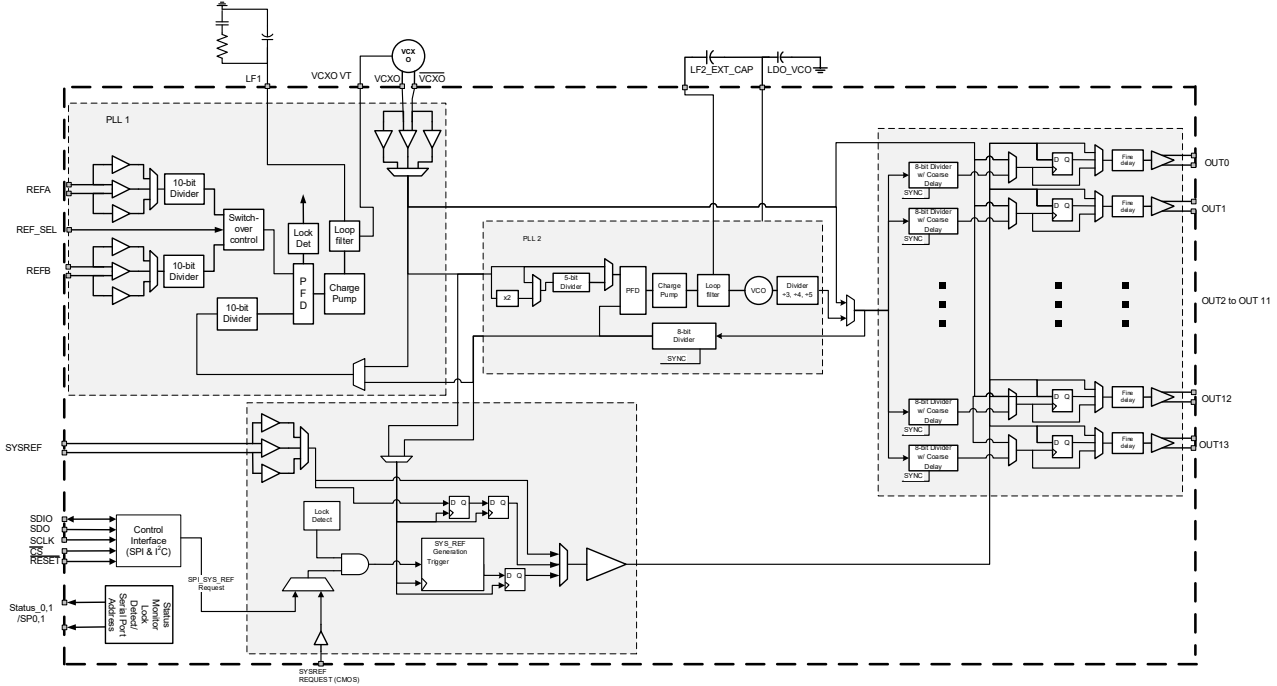 VCX
O
LF1
VCXO VT
VCXO
VCXO
LF2_EXT_CAP
LDO_VCO
PLL 1
REFA
10-bit
Divider
REF_SEL
Switch-
over
control
REFB
10-bit
Divider
Lock
Det
Loop
filter
P
F
D
Charge
Pump
10-bit
Divider
PLL 2
x2
5-bit
Divider
PFD
Charge
Pump
Loop
filter
VCO
Divider
÷3, ÷4, ÷5
8-bit
Divider
SYNC
8-bit Divider
w/ Coarse
Delay
SYNC
D Q
Fine
delay
OUT0
8-bit Divider
w/ Coarse
Delay
SYNC
D Q
Fine
delay
OUT1
OUT2 to OUT 11
8-bit Divider
w/ Coarse
Delay
SYNC
D Q
Fine
delay
OUT12
8-bit Divider
w/ Coarse
Delay
SYNC
D Q
Fine
delay
OUT13
SYSREF
Lock
Detect
D Q
D Q
SYS_REF
Generation
Trigger
D Q
SDIO
SDO
SCLK
CS
RESET
Control
Interface
(SPI & I²C)
SPI_SYS_REF
Request
Status_0,1
/SP0,1
Status
Monitor
Lock
Detect/
Serial Port
Address
SYSREF
REQUEST (CMOS)